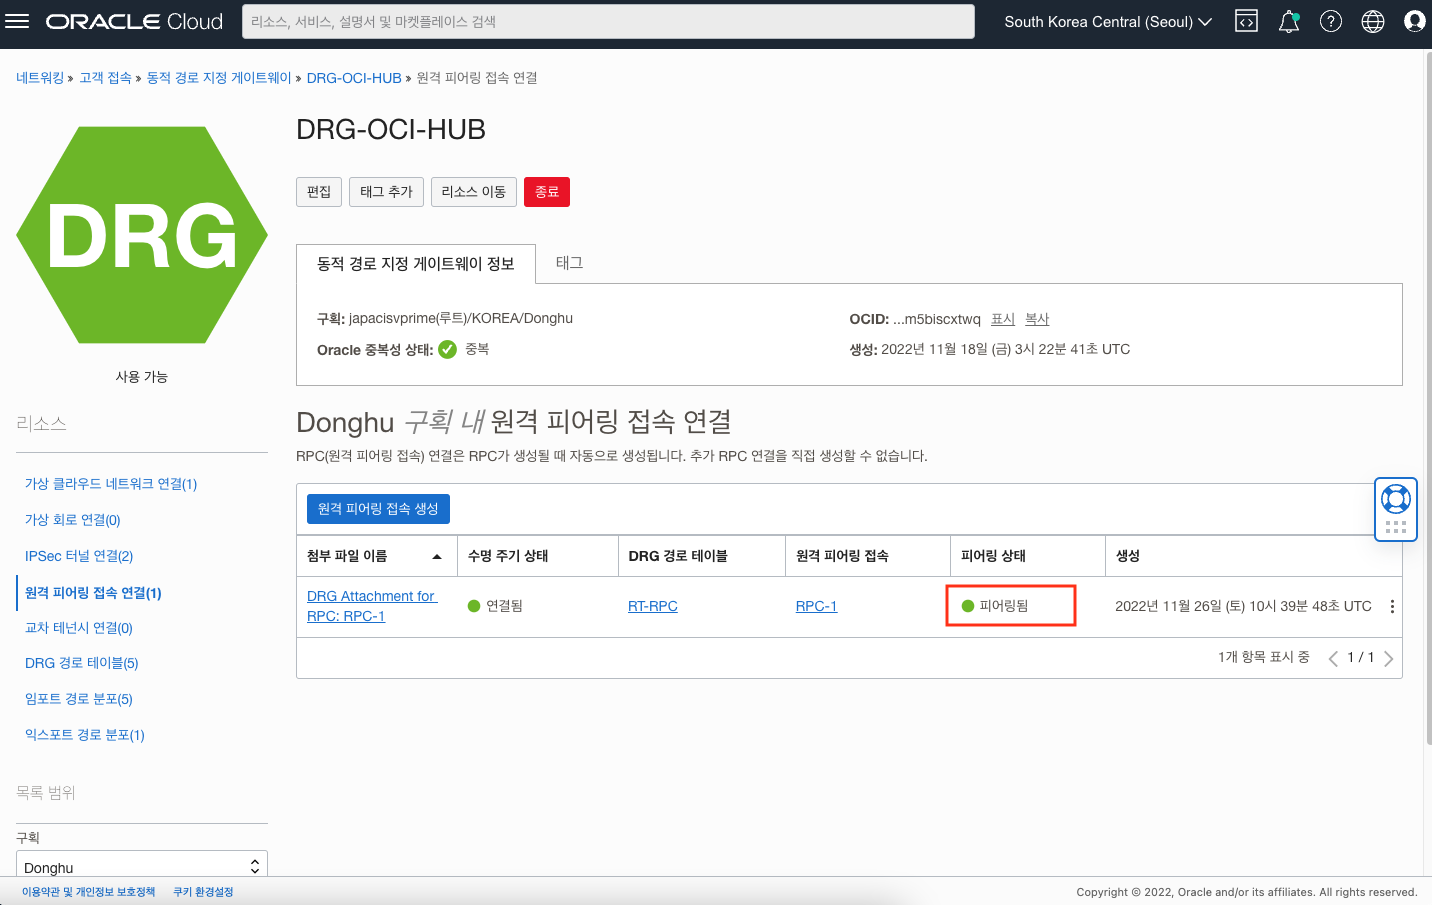 ORACLE Cloud
리소스, 서비스, 설명서 및 마켓플레이스 검색
South Korea Central (Seoul)
네트워킹 » 고객 접속 » 동적 경로 지정 게이트웨이 » DRG-OCI-HUB » 원격 피어링 접속 연결
DRG
사용 가능
DRG-OCI-HUB
편집 태그 추가 리소스 이동 종료
동적 경로 지정 게이트웨이 정보 태그
구획: japacisvprime(루트)/KOREA/Donghu
Oracle 중복성 상태: 중복
OCID: ...m5biscxtwq 표시 복사
생성: 2022년 11월 18일 (금) 3시 22분 41초 UTC
리소스
가상 클라우드 네트워크 연결(1)
가상 회로 연결(0)
IPSec 터널 연결(2)
원격 피어링 접속 연결(1)
교차 테넌시 연결(0)
DRG 경로 테이블(5)
임포트 경로 분포(5)
익스포트 경로 분포(1)
목록 범위
구획
Donghu
Donghu 구획 내 원격 피어링 접속 연결
RPC(원격 피어링 접속) 연결은 RPC가 생성될 때 자동으로 생성됩니다. 추가 RPC 연결을 직접 생성할 수 없습니다.
원격 피어링 접속 생성
첨부 파일 이름 수명 주기 상태 DRG 경로 테이블 원격 피어링 접속 피어링 상태 생성
DRG Attachment for
RPC: RPC-1
연결됨 RT-RPC RPC-1 피어링됨 2022년 11월 26일 (토) 10시 39분 48초 UTC
1개 항목 표시 중 1 / 1
이용약관 및 개인정보 보호정책 쿠키 환경설정
Copyright © 2022, Oracle and/or its affiliates. All rights reserved.